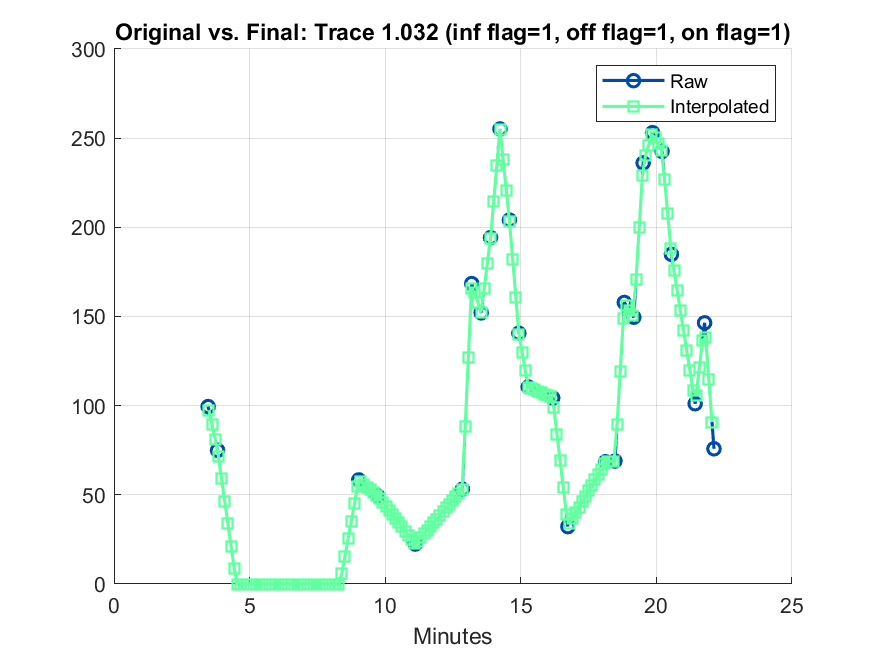 Original vs. Final: Trace 1.032 (inf flag=1, off flag=1, on flag=1)
300
250
200
150
100
50
0
Raw
Interpolated
0 5 10 15 20 25
Minutes